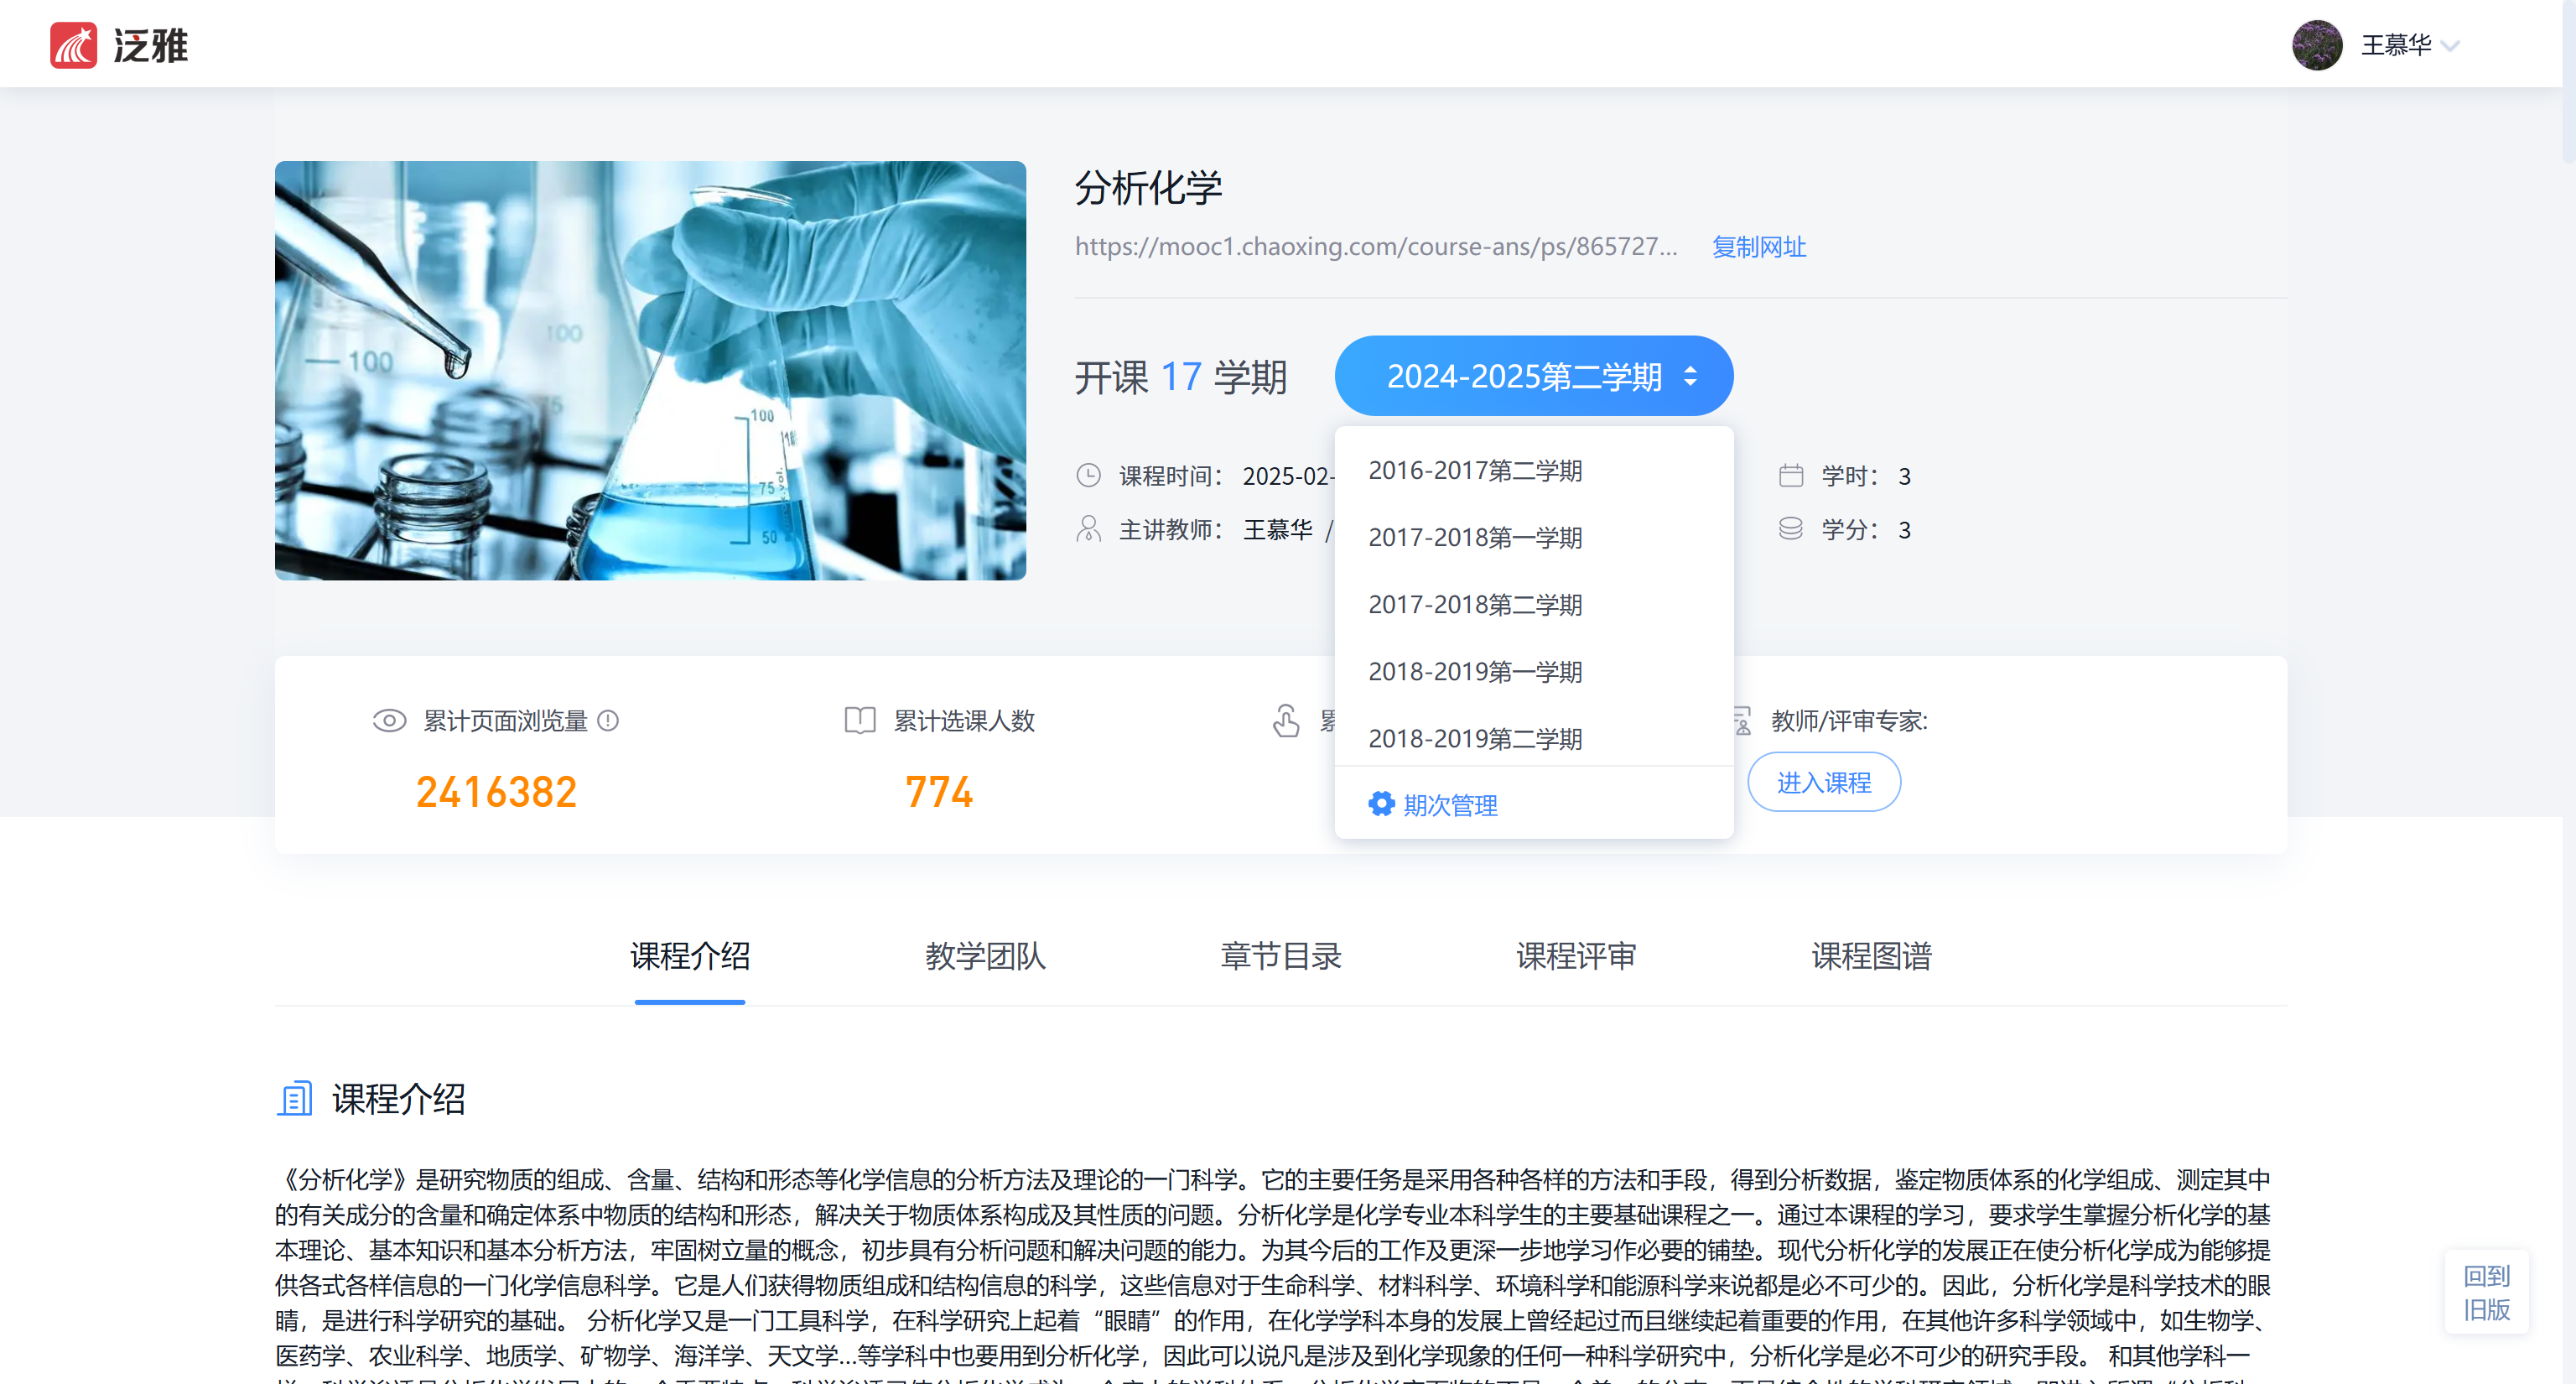 泛雅
王慕华
分析化学
https://mooc1.chaoxing.com/course-ans/ps/865727...
复制网址
开课 17 学期
2024-2025第二学期
2016-2017第二学期
2017-2018第一学期
2017-2018第二学期
2018-2019第一学期
2018-2019第二学期
期次管理
课程时间： 2025-02-
学时： 3
主讲教师： 王慕华 /
学分： 3
100
100
75
100
75
50
累计页面浏览量
2416382
累计选课人数
774
累
教师/评审专家:
进入课程
课程介绍
教学团队
章节目录
课程评审
课程图谱
课程介绍
《分析化学》是研究物质的组成、含量、结构和形态等化学信息的分析方法及理论的一门科学。它的主要任务是采用各种各样的方法和手段，得到分析数据，鉴定物质体系的化学组成、测定其中
的有关成分的含量和确定体系中物质的结构和形态，解决关于物质体系构成及其性质的问题。分析化学是化学专业本科学生的主要基础课程之一。通过本课程的学习，要求学生掌握分析化学的基
本理论、基本知识和基本分析方法，牢固树立量的概念，初步具有分析问题和解决问题的能力。为其今后的工作及更深一步地学习作必要的铺垫。现代分析化学的发展正在使分析化学成为能够提
供各式各样信息的一门化学信息科学。它是人们获得物质组成和结构信息的科学，这些信息对于生命科学、材料科学、环境科学和能源科学来说都是必不可少的。因此，分析化学是科学技术的眼
睛，是进行科学研究的基础。 分析化学又是一门工具科学，在科学研究上起着“眼睛”的作用，在化学学科本身的发展上曾经起过而且继续起着重要的作用，在其他许多科学领域中，如生物学、
医药学、农业科学、地质学、矿物学、海洋学、天文学...等学科中也要用到分析化学，因此可以说凡是涉及到化学现象的任何一种科学研究中，分析化学是必不可少的研究手段。 和其他学科一
回到
旧版